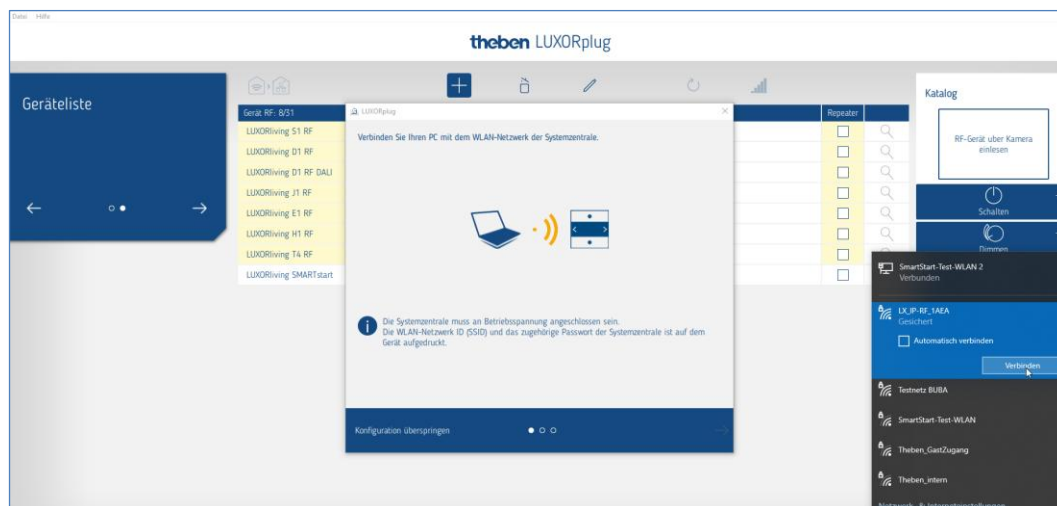 Datei Hilfe
theben LUXORplug
Geräteliste
Gerät RF: 8/31
Repeater
LUXORliving S1 RF
LUXORliving D1 RF
LUXORliving D1 RF DALI
LUXORliving J1 RF
LUXORliving E1 RF
LUXORliving H1 RF
LUXORliving T4 RF
LUXORliving SMARTstart
LUXORplug
Verbinden Sie Ihren PC mit dem WLAN-Netzwerk der Systemzentrale.
Die Systemzentrale muss an Betriebsspannung angeschlossen sein.
Die WLAN-Netzwerk ID (SSID) und das zugehörige Passwort der Systemzentrale ist auf dem
Gerät aufgedruckt.
Konfiguration überspringen
Katalog
RF-Gerät über Kamera
einlesen
Schalten
Dimmen
SmartStart-Test-WLAN 2
Verbunden
LX_IP-RF_1AEA
Gesichert
Automatisch verbinden
Verbinden
Testnetz BUBA
SmartStart-Test-WLAN
Theben_GastZugang
Theben_intern
Netzwerk- & Interneteinstellungen